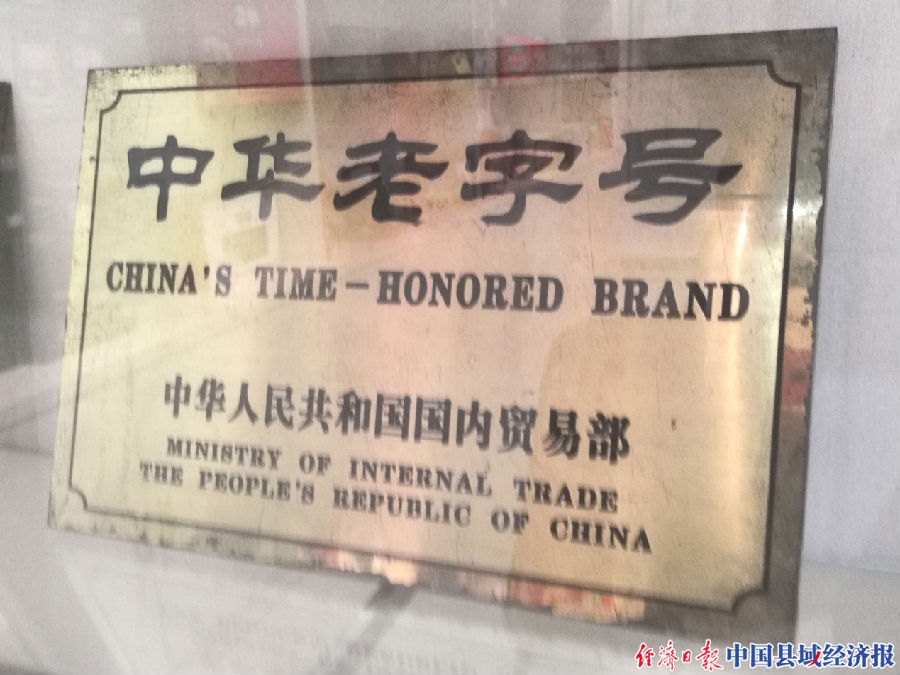 中华老字号
CHINA'S TIME-HONORED BRAND
中华人民共和国国内贸易部
MINISTRY OF INTERNAL TRADE
THE PEOPLE'S REPUBLIC OF CHINA
经济日报 中国县域经济报